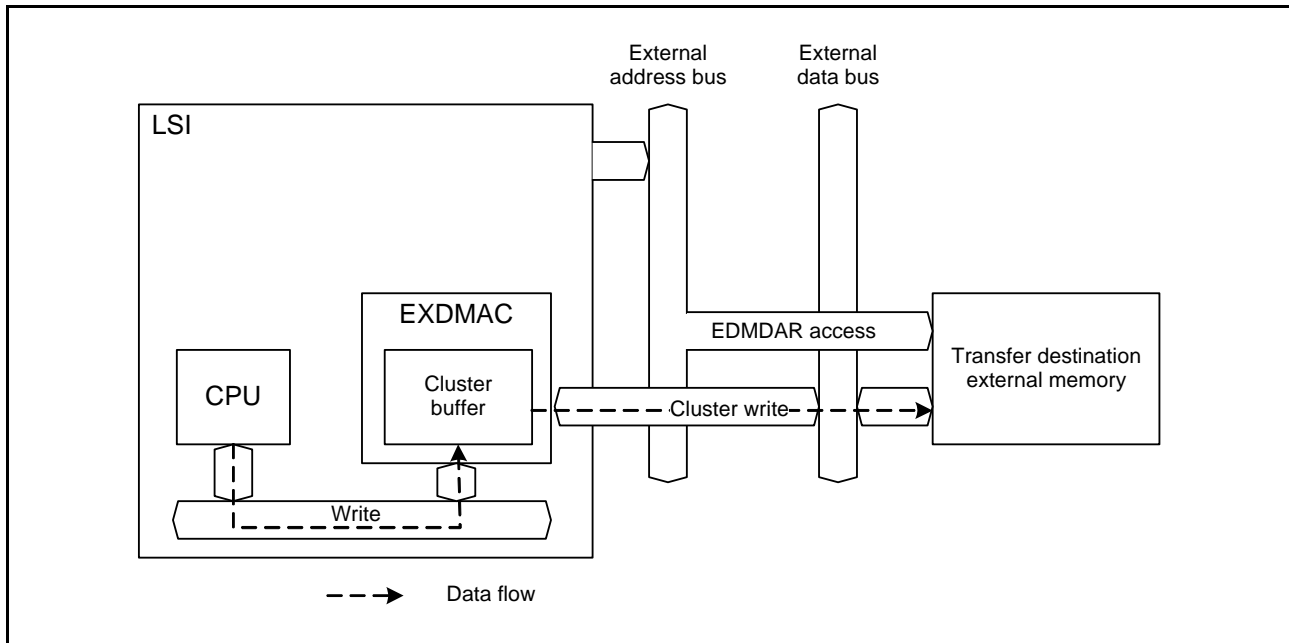 External
address bus
External
data bus
LSI
EXDMAC
EDMDAR access
Transfer destination
external memory
CPU
Cluster
buffer
Cluster write
Write
Data flow